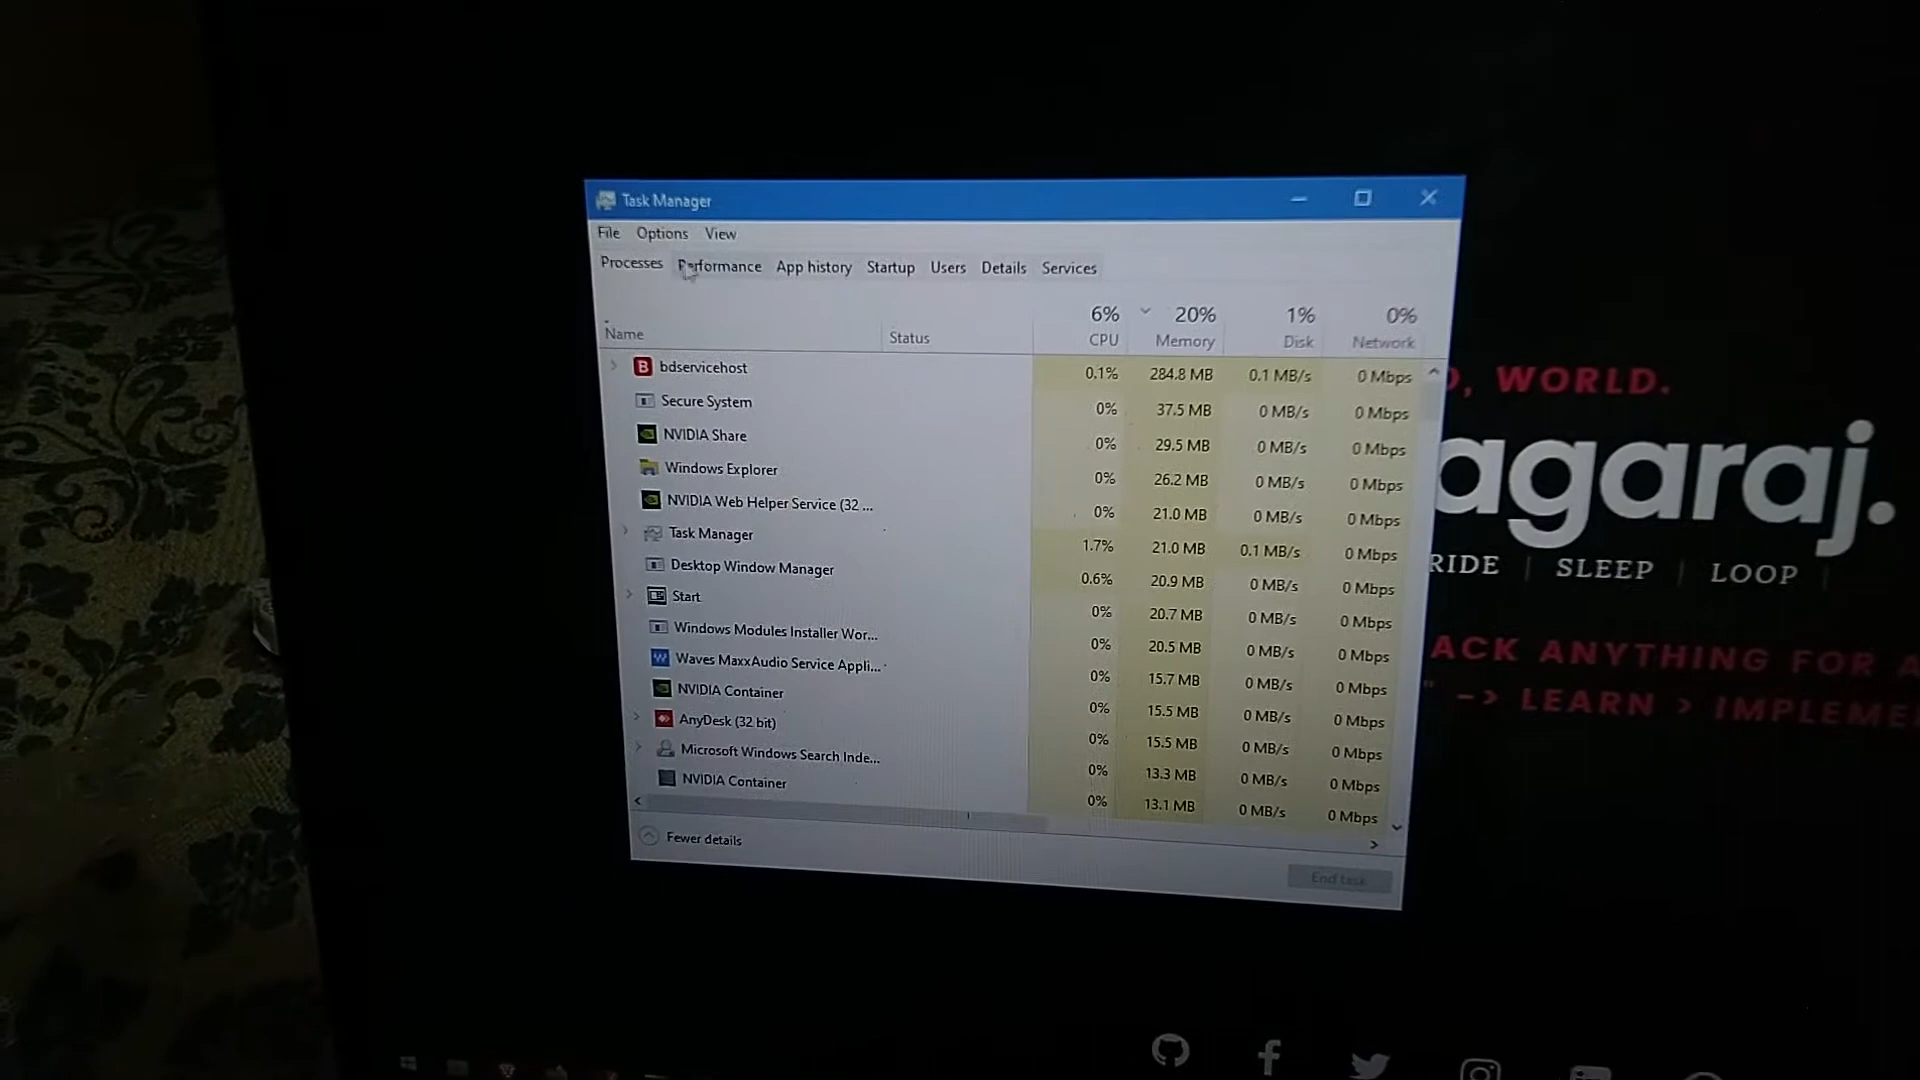 Task Manager
File Options View
Processes Performance App history Startup Users Details Services
6% 20% 1% 0%
Name Status CPU Memory Disk Network
bdservicehost 0.1% 284.8 MB 0.1 MB/s 0 Mbps
Secure System 0% 37.5 MB 0 MB/s 0 Mbps
NVIDIA Share 0% 29.5 MB 0 MB/s 0 Mbps
Windows Explorer 0% 26.2 MB 0 MB/s 0 Mbps
NVIDIA Web Helper Service (32 ... 0% 21.0 MB 0 MB/s 0 Mbps
Task Manager 1.7% 21.0 MB 0.1 MB/s 0 Mbps
Desktop Window Manager 0.6% 20.9 MB 0 MB/s 0 Mbps
Start 0% 20.7 MB 0 MB/s 0 Mbps
Windows Modules Installer Wor... 0% 20.5 MB 0 MB/s 0 Mbps
Waves MaxxAudio Service Appli... 0% 15.7 MB 0 MB/s 0 Mbps
NVIDIA Container 0% 15.5 MB 0 MB/s 0 Mbps
AnyDesk (32 bit) 0% 15.5 MB 0 MB/s 0 Mbps
Microsoft Windows Search Inde... 0% 13.3 MB 0 MB/s 0 Mbps
NVIDIA Container 0% 13.1 MB 0 MB/s 0 Mbps
Fewer details
End task
, WORLD.
agaraj.
RIDE | SLEEP | LOOP |
ACK ANYTHING FOR A
" -> LEARN > IMPLEME